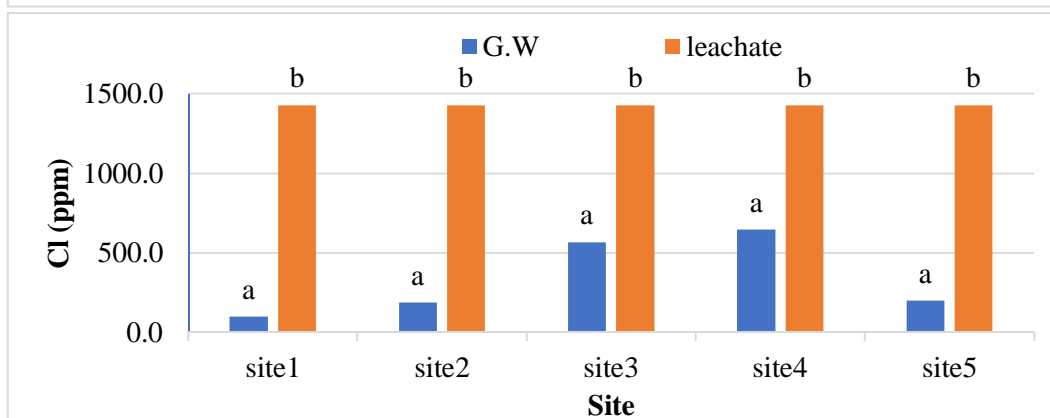 G.W leachate
b b b b b
1500.0
1000.0
500.0
0.0
Cl (ppm)
a a a a a
site1 site2 site3 site4 site5
Site